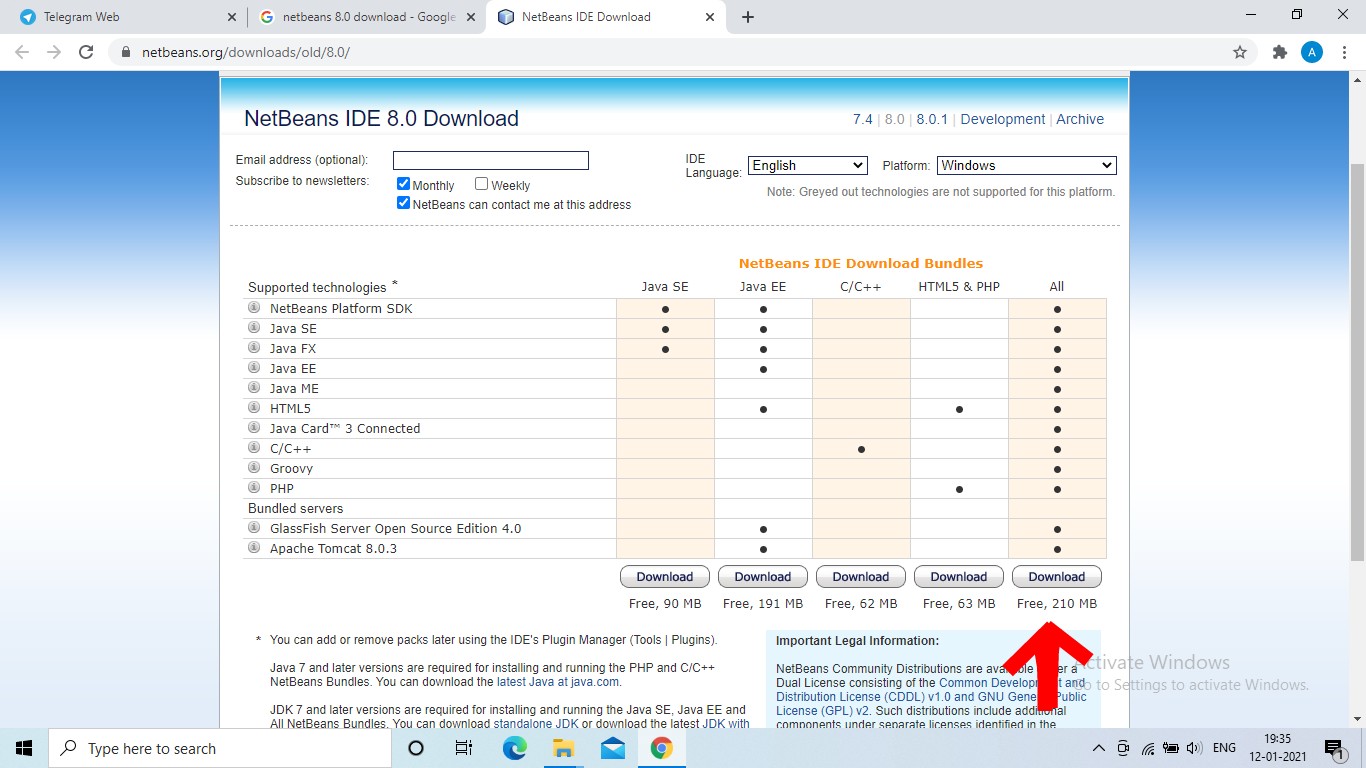 Telegram Web
netbeans 8.0 download - Google
NetBeans IDE Download
netbeans.org/downloads/old/8.0/
A
NetBeans IDE 8.0 Download
7.4 | 8.0 | 8.0.1 | Development | Archive
Email address (optional):
IDE Language: English
Platform: Windows
Subscribe to newsletters:
Monthly Weekly
Note: Greyed out technologies are not supported for this platform.
NetBeans can contact me at this address
NetBeans IDE Download Bundles
Supported technologies * Java SE Java EE C/C++ HTML5 & PHP All
NetBeans Platform SDK
Java SE
Java FX
Java EE
Java ME
HTML5
Java Card™ 3 Connected
C/C++
Groovy
PHP
Bundled servers
GlassFish Server Open Source Edition 4.0
Apache Tomcat 8.0.3
Download Download Download Download Download
Free, 90 MB Free, 191 MB Free, 62 MB Free, 63 MB Free, 210 MB
* You can add or remove packs later using the IDE's Plugin Manager (Tools | Plugins).
Java 7 and later versions are required for installing and running the PHP and C/C++
NetBeans Bundles. You can download the latest Java at java.com.
JDK 7 and later versions are required for installing and running the Java SE, Java EE and
All NetBeans Bundles. You can download standalone JDK or download the latest JDK with
Important Legal Information:
NetBeans Community Distributions are a
Dual License consisting of the Common Develop and
Distribution License (CDDL) v1.0 and GNU Gene Public
License (GPL) v2. Such distributions include additional
components under separate licenses identified in the
Activate Windows
Go to Settings to activate Windows.
Type here to search
ENG
19:35
12-01-2021
1